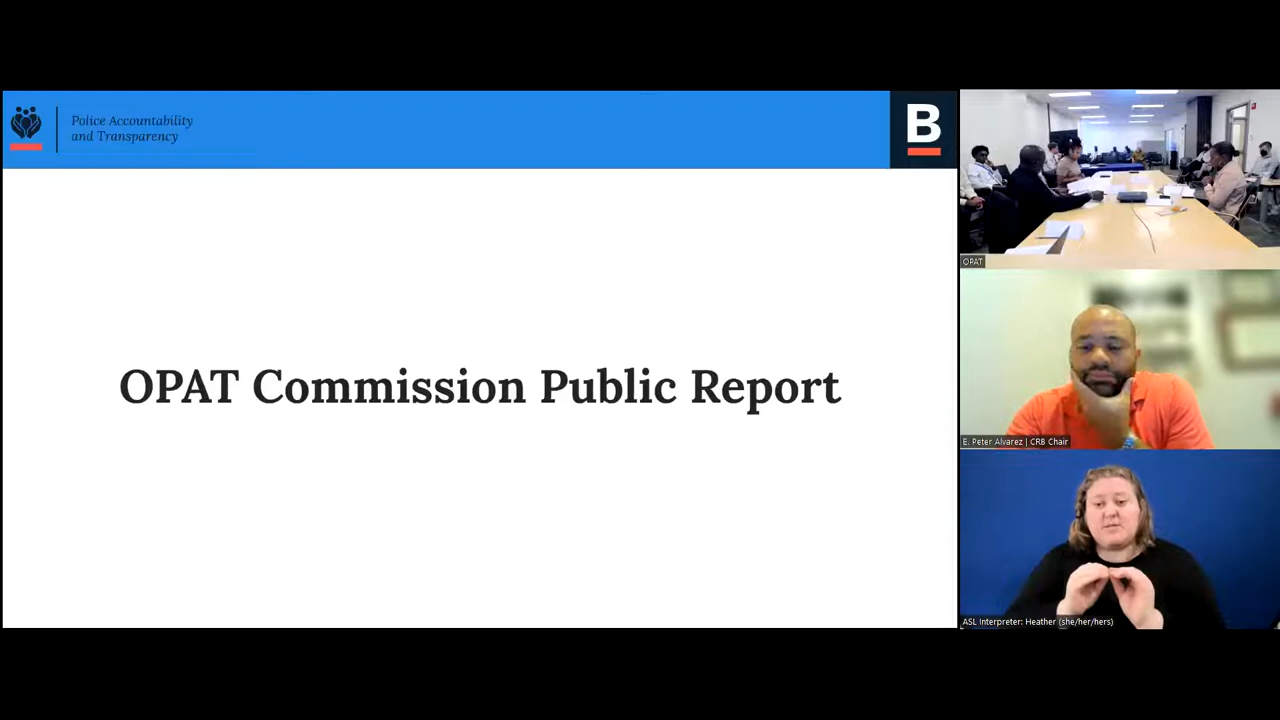 Police Accountability
and Transparency
B
OPAT Commission Public Report
OPAT
E. Peter Alvarez | CRB Chair
ASL Interpreter: Heather (she/her/hers)